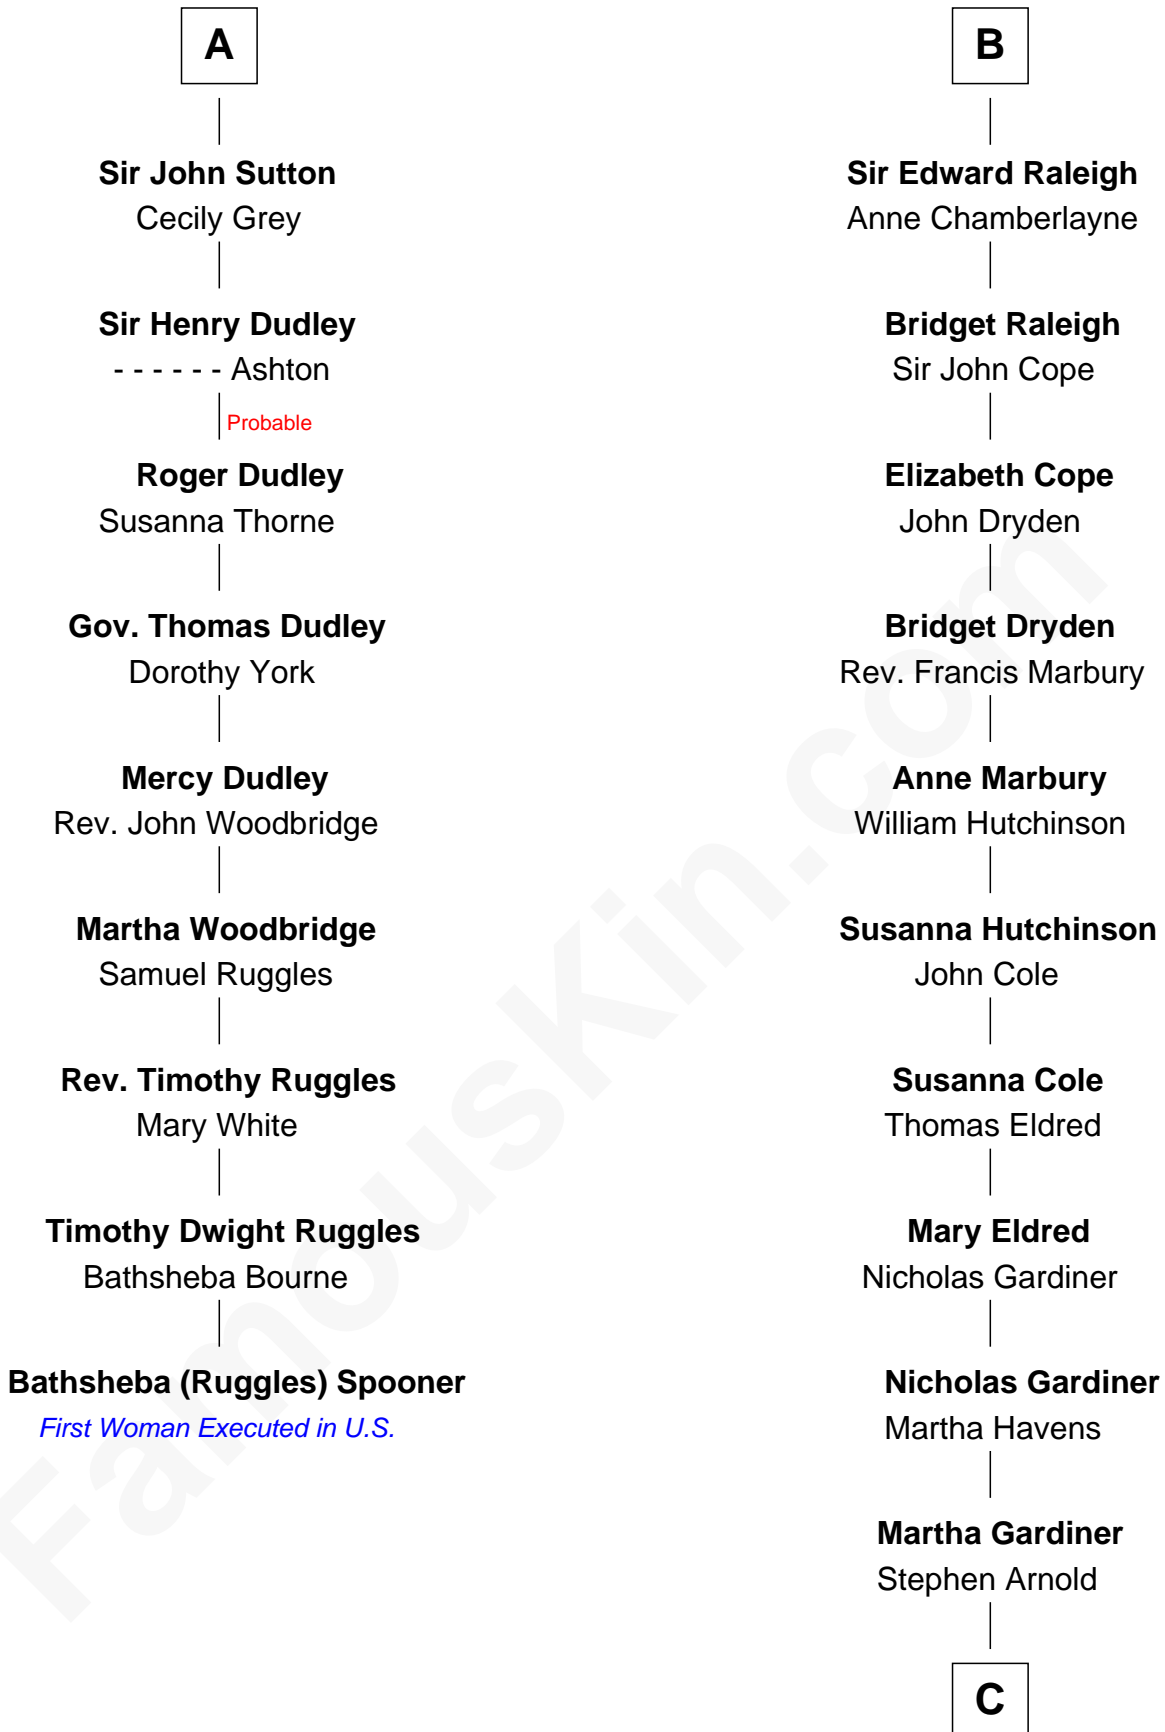 A
Sir John Sutton
Cecily Grey
Sir Henry Dudley
- - - - - - Ashton
Probable
Roger Dudley
Susanna Thorne
Gov. Thomas Dudley
Dorothy York
Mercy Dudley
Rev. John Woodbridge
Martha Woodbridge
Samuel Ruggles
Rev. Timothy Ruggles
Mary White
Timothy Dwight Ruggles
Bathsheba Bourne
Bathsheba (Ruggles) Spooner
First Woman Executed in U.S.
B
Sir Edward Raleigh
Anne Chamberlayne
Bridget Raleigh
Sir John Cope
Elizabeth Cope
John Dryden
Bridget Dryden
Rev. Francis Marbury
Anne Marbury
William Hutchinson
Susanna Hutchinson
John Cole
Susanna Cole
Thomas Eldred
Mary Eldred
Nicholas Gardiner
Nicholas Gardiner
Martha Havens
Martha Gardiner
Stephen Arnold
C
FamousKin.com